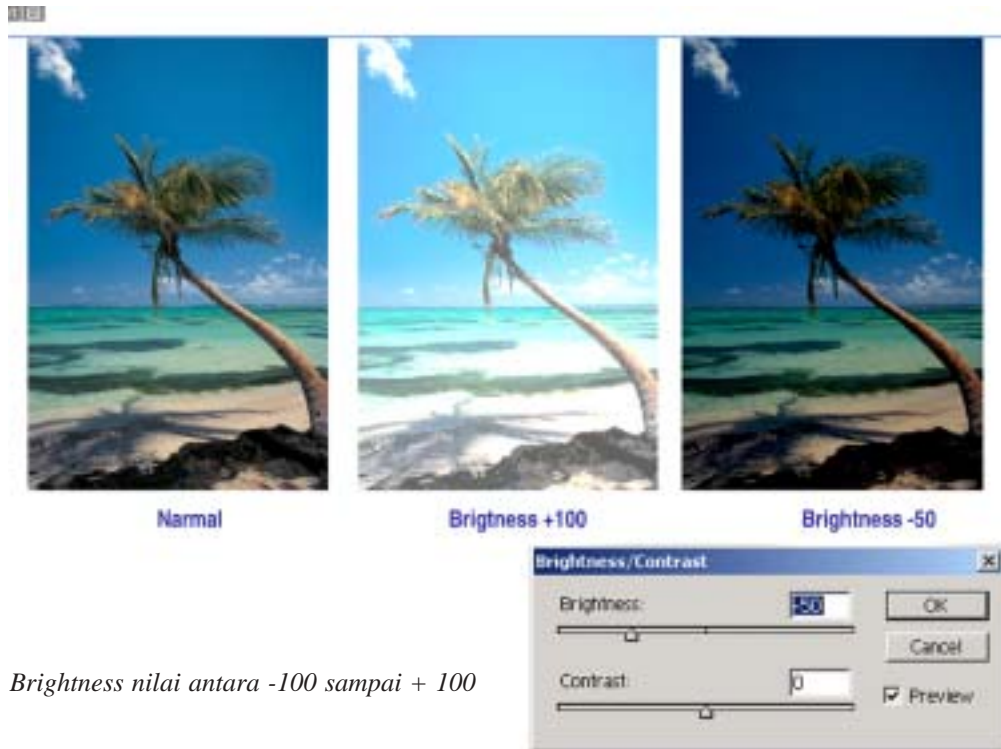 Narmal
Brigtness +100
Brightness -50
Brightness/Contrast
Brightness: -50
OK
Cancel
Contrast: 0
Preview
Brightness nilai antara -100 sampai + 100